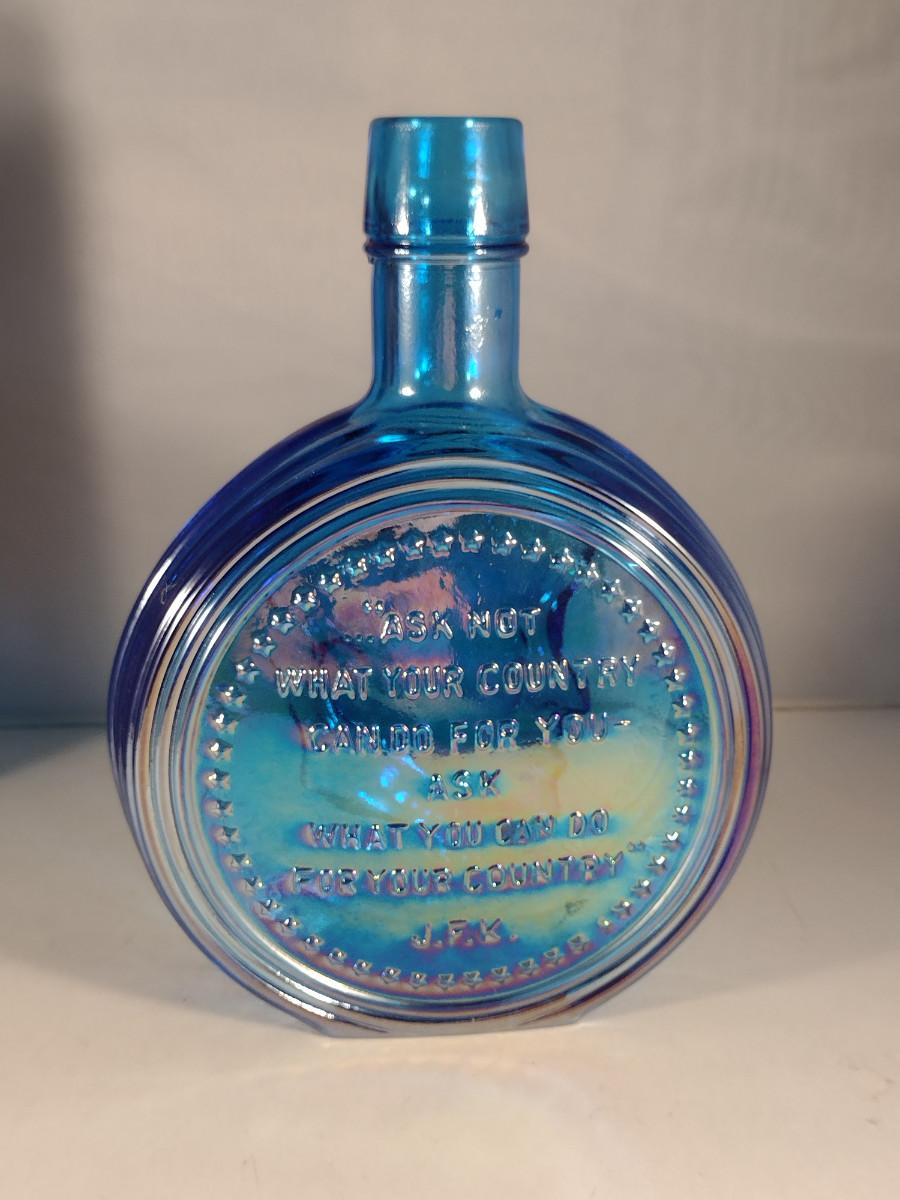 ..."ASK NOT
WHAT YOUR COUNTRY
CAN DO FOR YOU-
ASK
WHAT YOU CAN DO
FOR YOUR COUNTRY"
J.F.K.